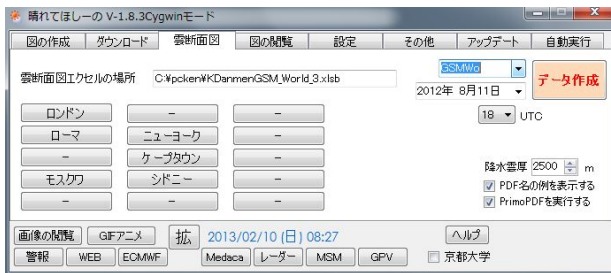 晴れてほしーの V-1.8.3Cygwinモード
図の作成 ダウンロード 雲断面図 図の閲覧 設定 その他 アップデート 自動実行
GSMWo
雲断面図エクセルの場所 C:¥pcken¥KDanmenGSM_World_3.xlsb データ作成
2012年 8月11日
ロンドン - - 18 UTC
ローマ ニューヨーク -
- ケープタウン - 降水雲厚 2500 m
モスクワ シドニー - PDF名の例を表示する
- - - PrimoPDFを実行する
画像の閲覧 GIFアニメ 拡 2013/02/10 (日) 08:27 ヘルプ
警報 WEB ECMWF Medaca レーダー MSM GPV 京都大学